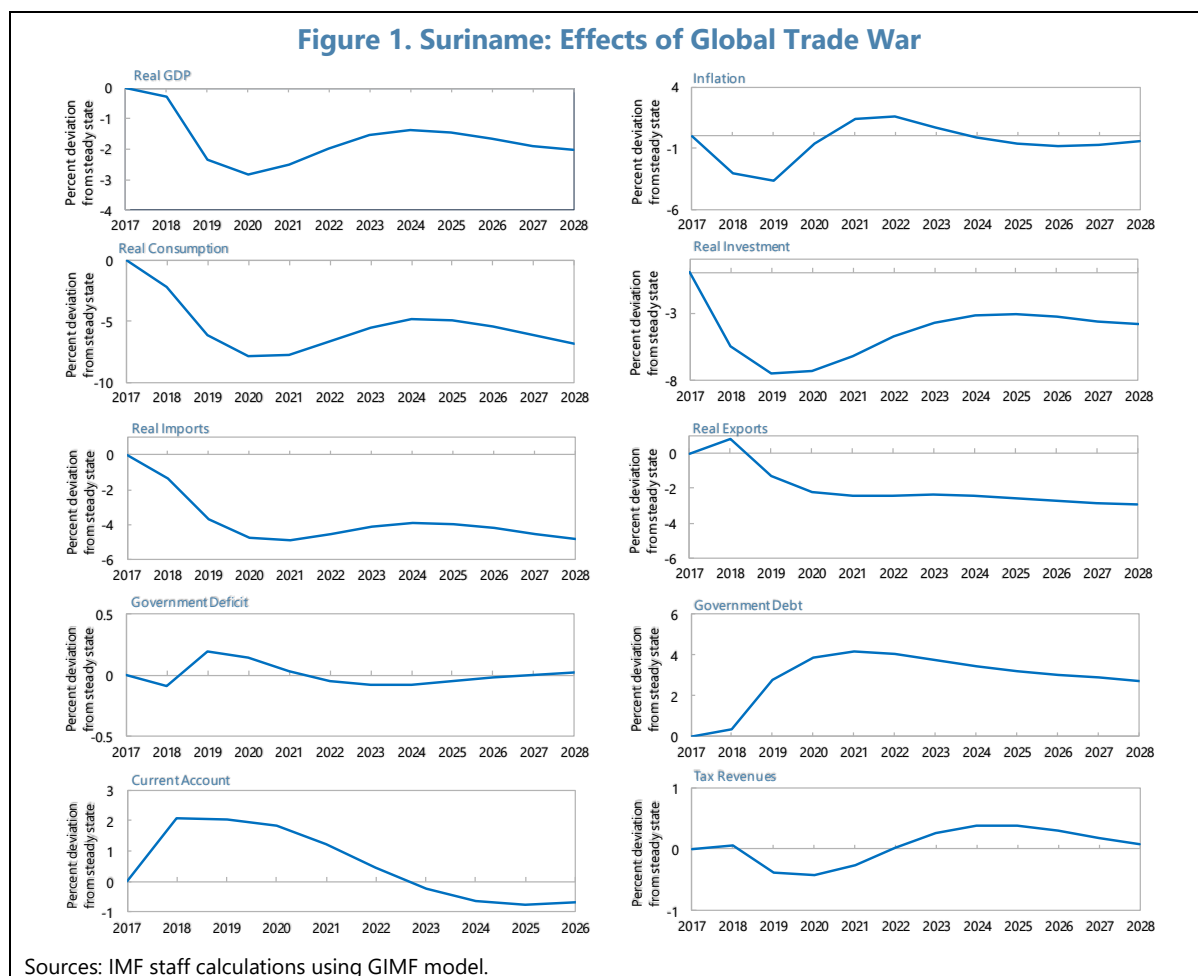 Figure 1. Suriname: Effects of Global Trade War
Real GDP
Percent deviation
from steady state
0
-1
-2
-3
-4
2017 2018 2019 2020 2021 2022 2023 2024 2025 2026 2027 2028
Inflation
Percent deviation
from steady state
4
-1
-6
2017 2018 2019 2020 2021 2022 2023 2024 2025 2026 2027 2028
Real Consumption
Percent deviation
from steady state
0
-5
-10
2017 2018 2019 2020 2021 2022 2023 2024 2025 2026 2027 2028
Real Investment
Percent deviation
from steady state
-3
-8
2017 2018 2019 2020 2021 2022 2023 2024 2025 2026 2027 2028
Real Imports
Percent deviation
from steady state
0
-2
-4
-6
2017 2018 2019 2020 2021 2022 2023 2024 2025 2026 2027 2028
Real Exports
Percent deviation
from steady state
0
-2
-4
-6
2017 2018 2019 2020 2021 2022 2023 2024 2025 2026 2027 2028
Government Deficit
Percent deviation
from steady state
0.5
0
-0.5
2017 2018 2019 2020 2021 2022 2023 2024 2025 2026
Government Debt
Percent deviation
from steady state
6
4
2
0
2017 2018 2019 2020 2021 2022 2023 2024 2025 2026 2027 2028
Current Account
Percent deviation
from steady state
3
2
1
0
-1
2017 2018 2019 2020 2021 2022 2023 2024 2025 2026
Tax Revenues
Percent deviation
from steady state
1
0
-1
2017 2018 2019 2020 2021 2022 2023 2024 2025 2026 2027 2028
Sources: IMF staff calculations using GIMF model.